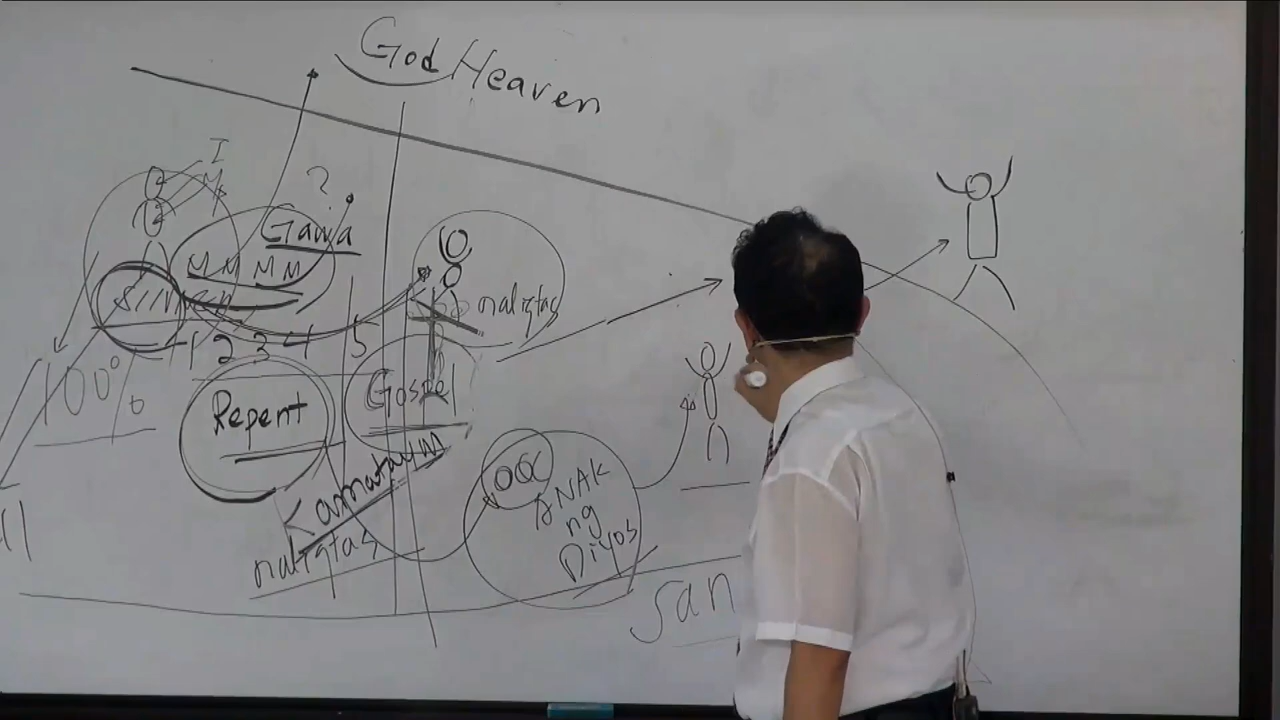 God Heaven
I
M
?
Gawa
M M M M
SINNER
naligtas
1 2 3 4 5
100%
Repent
Gospel
Kamatayan
ANAK
ng
Diyos
naligtas
San